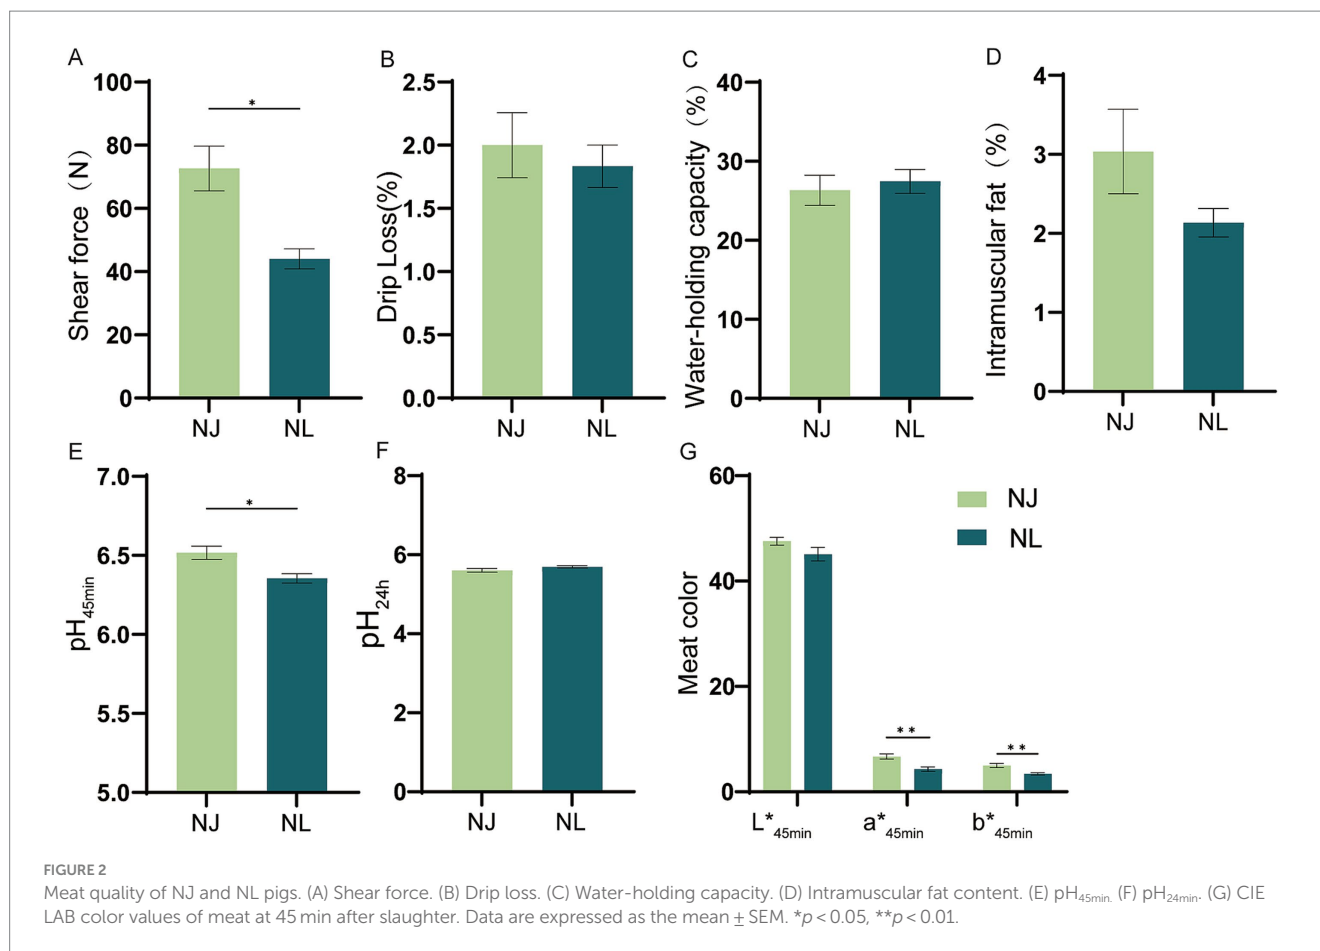 A
Shear force (N)
100
80
60
40
20
0
*
NJ NL
B
Drip Loss(%)
2.5
2.0
1.5
1.0
0.5
0.0
NJ NL
C
Water-holding capacity (%)
40
30
20
10
0
NJ NL
D
Intramuscular fat (%)
4
3
2
1
0
NJ NL
E
pH45min
7.0
6.5
6.0
5.5
5.0
*
NJ NL
F
pH24h
8
6
4
2
0
NJ NL
G
Meat color
60
40
20
0
**
**
L*45min a*45min b*45min
NJ
NL
FIGURE 2
Meat quality of NJ and NL pigs. (A) Shear force. (B) Drip loss. (C) Water-holding capacity. (D) Intramuscular fat content. (E) pH45min. (F) pH24min. (G) CIE
LAB color values of meat at 45 min after slaughter. Data are expressed as the mean ± SEM. *p < 0.05, **p < 0.01.